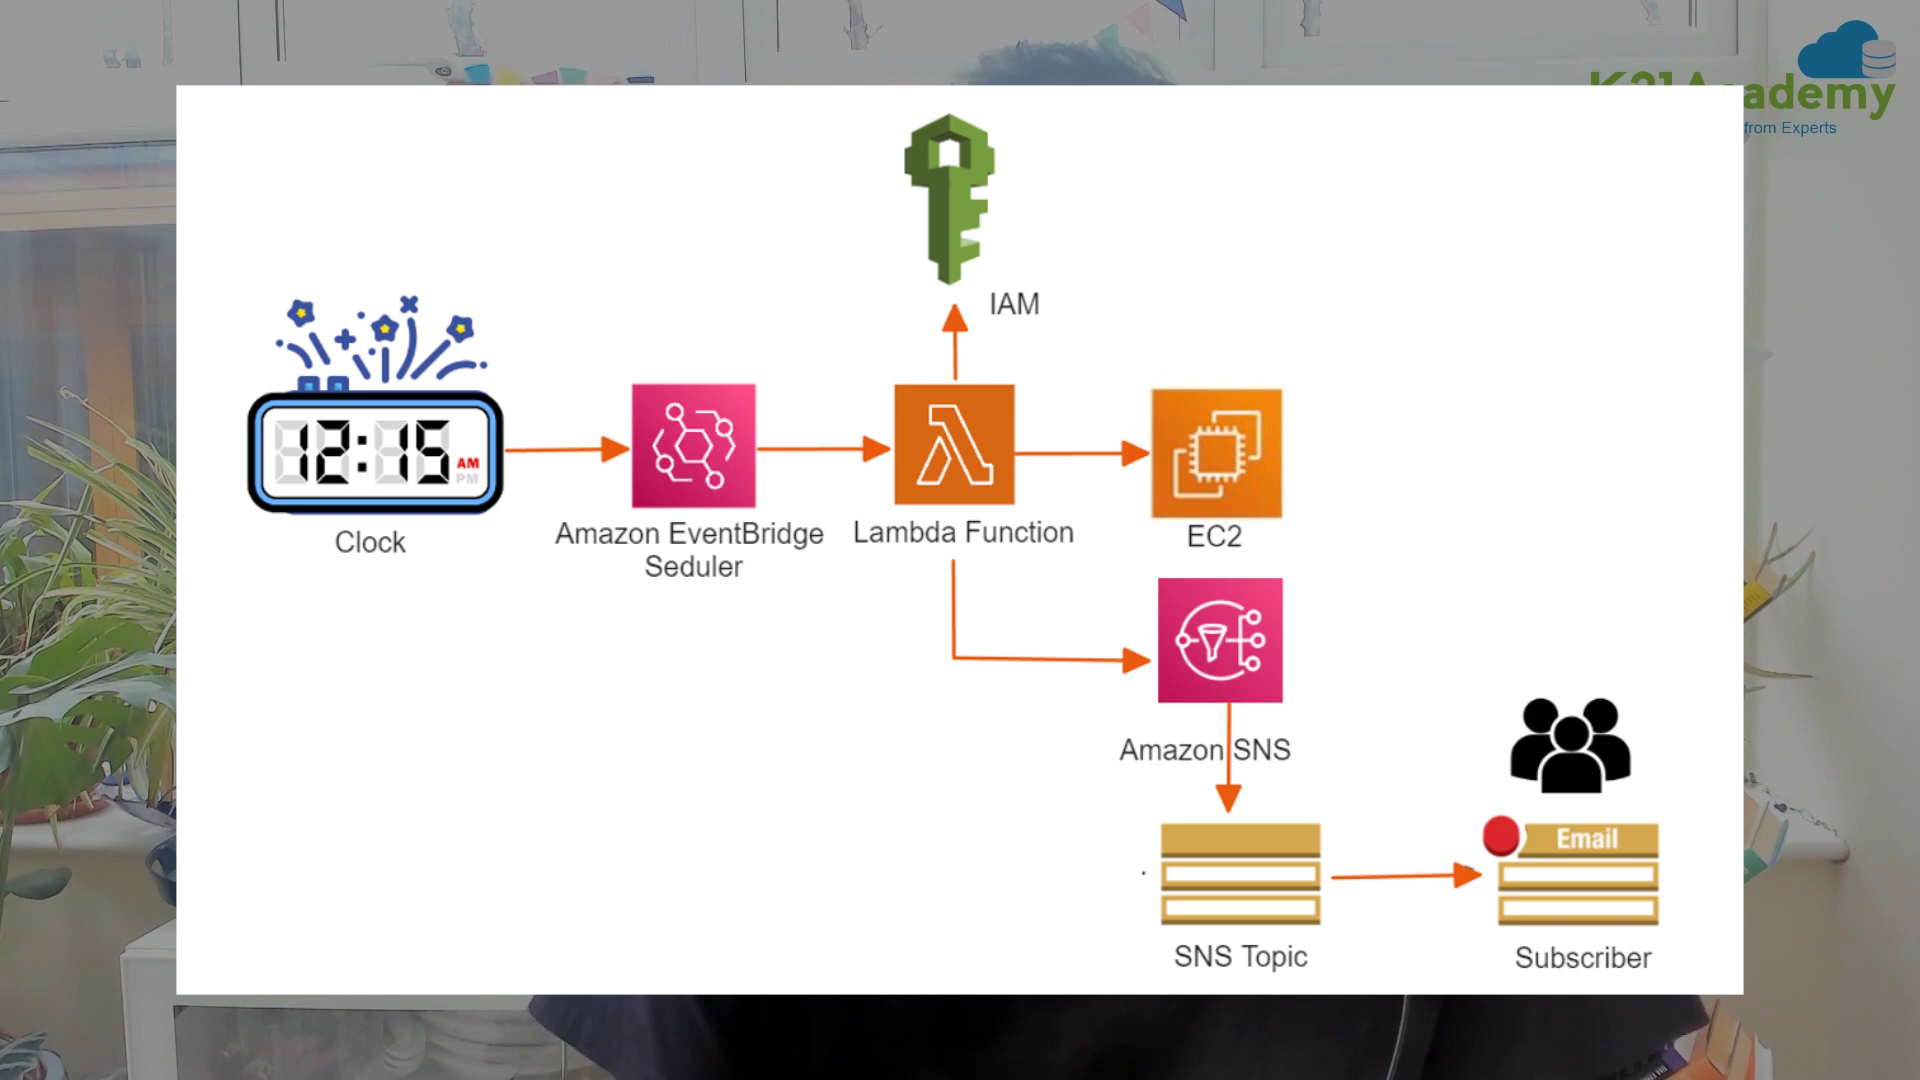 K21Academy
from Experts
IAM
12:15
AM
PM
Clock
Amazon EventBridge
Seduler
Lambda Function
EC2
Amazon SNS
Email
SNS Topic
Subscriber